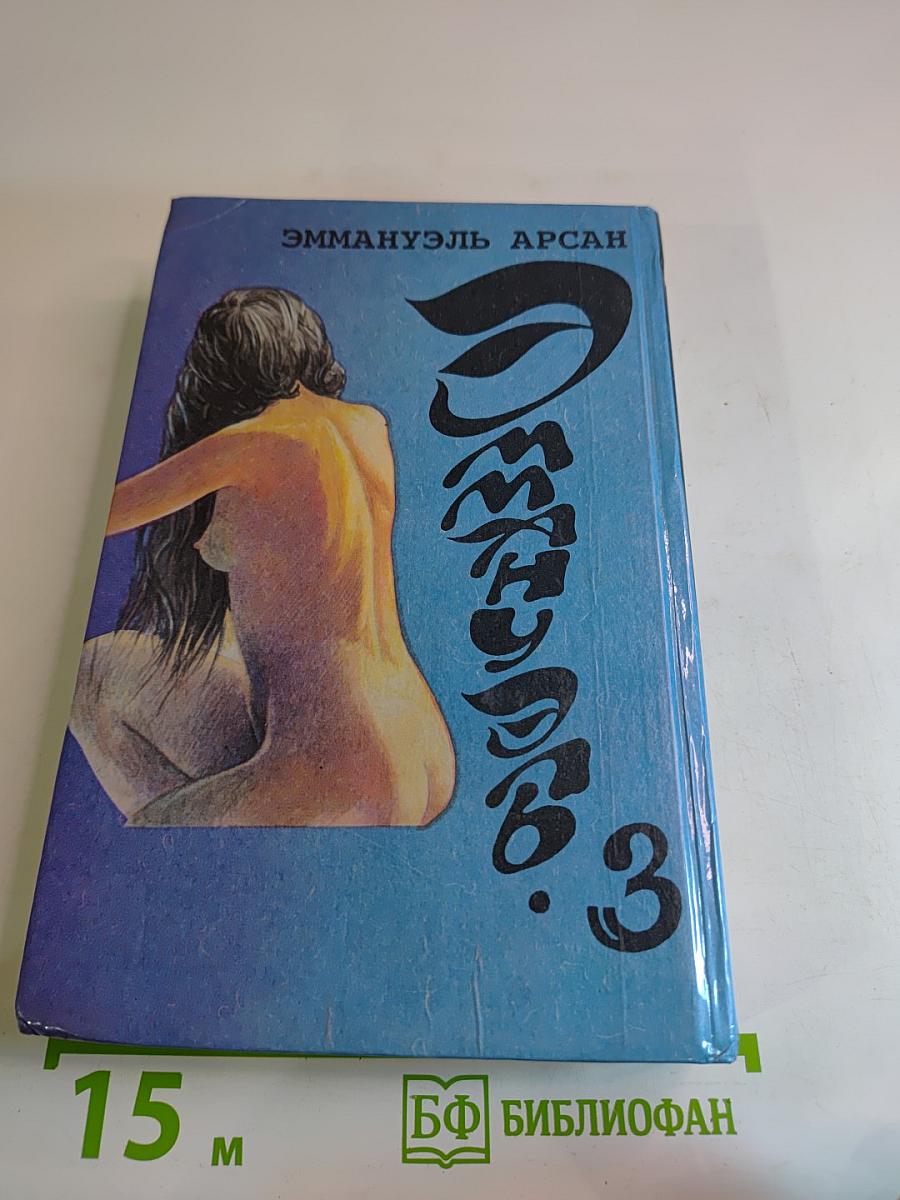 ЭММАНУЭЛЬ АРСАН
Эммануэль.
3
15 м
БФ БИБЛИОФАН